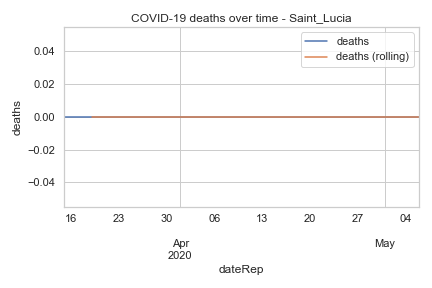 COVID-19 deaths over time - Saint_Lucia
deaths
deaths (rolling)
deaths
0.04
0.02
0.00
−0.02
−0.04
16 23 30 06 13 20 27 04
Apr May
2020
dateRep